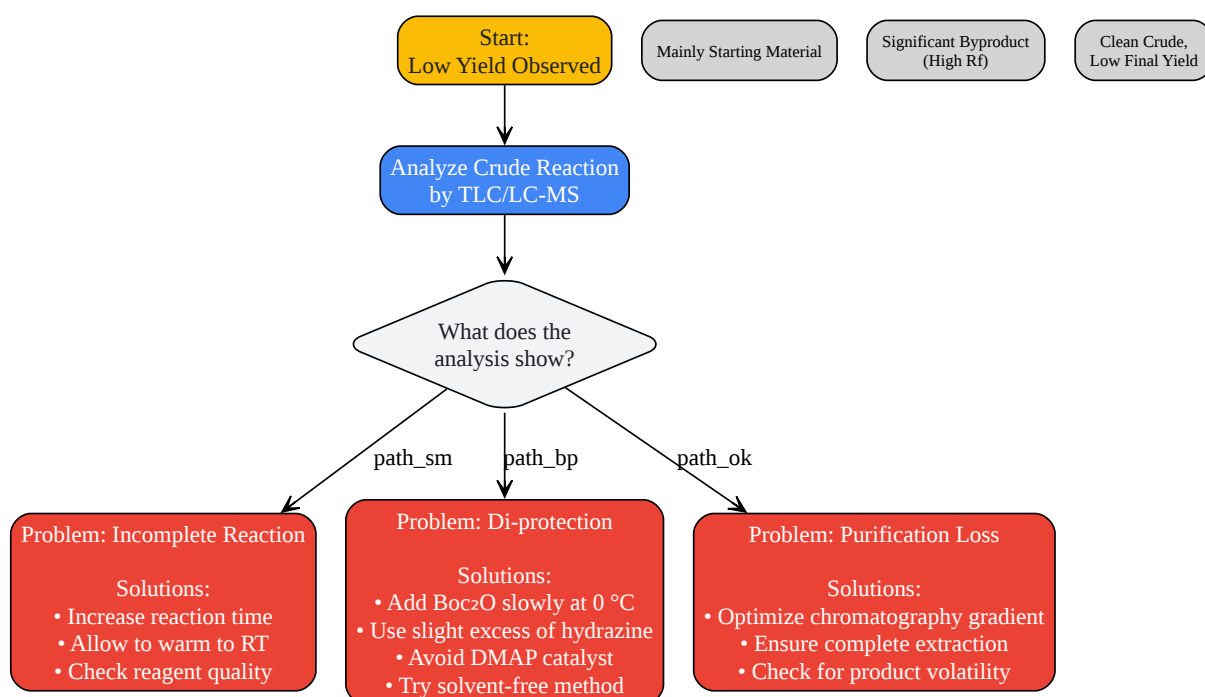 Start:
Low Yield Observed
Mainly Starting Material
Significant Byproduct
(High Rf)
Clean Crude,
Low Final Yield
Analyze Crude Reaction
by TLC/LC-MS
What does the
analysis show?
path_sm
path_bp
path_ok
Problem: Incomplete Reaction
Solutions:
• Increase reaction time
• Allow to warm to RT
• Check reagent quality
Problem: Di-protection
Solutions:
• Add Boc₂O slowly at 0 °C
• Use slight excess of hydrazine
• Avoid DMAP catalyst
• Try solvent-free method
Problem: Purification Loss
Solutions:
• Optimize chromatography gradient
• Ensure complete extraction
• Check for product volatility